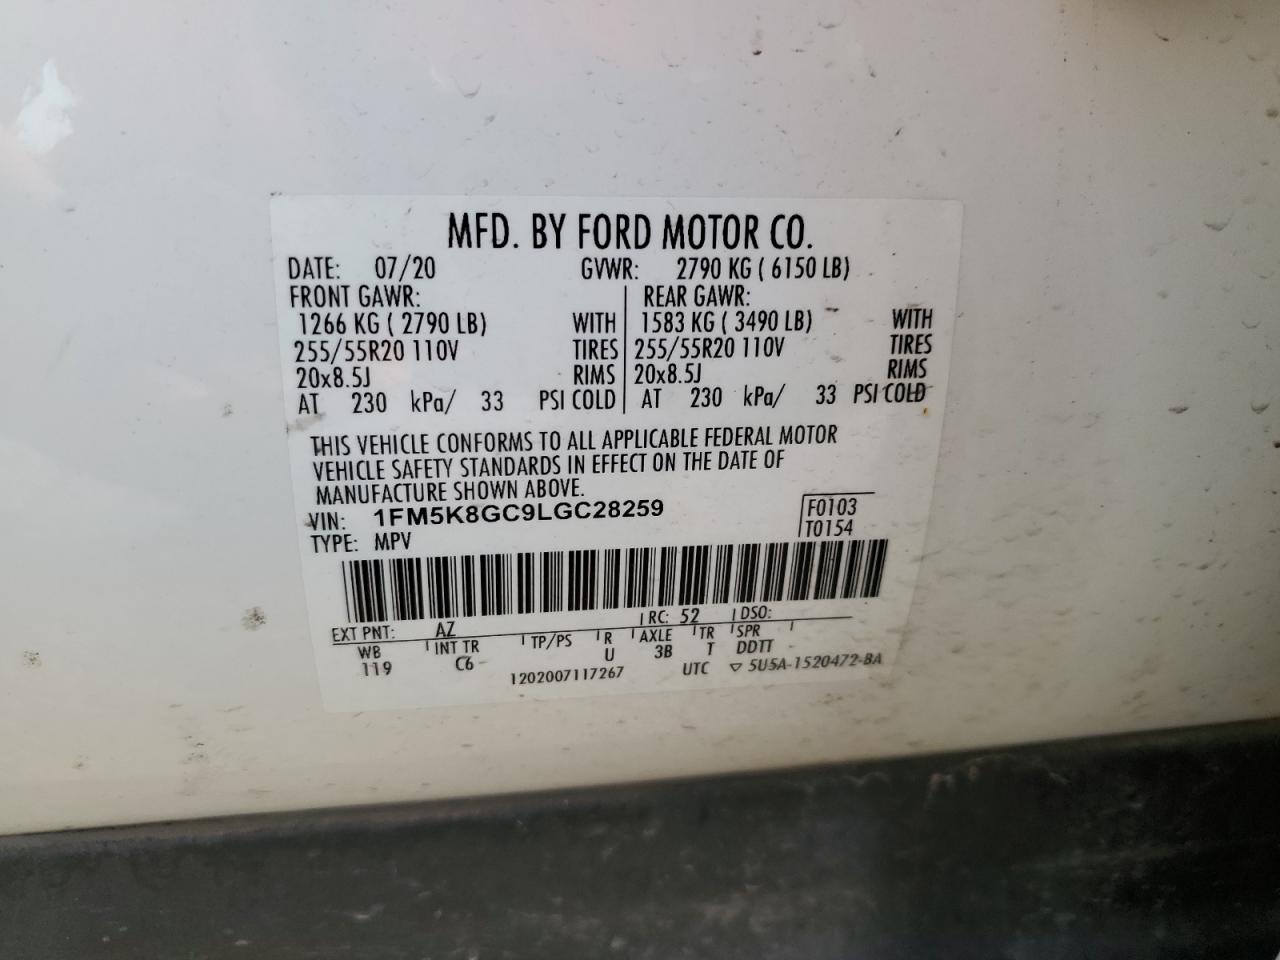 MFD. BY FORD MOTOR CO.
DATE: 07/20 GVWR: 2790 KG ( 6150 LB)
FRONT GAWR: REAR GAWR:
1266 KG ( 2790 LB) WITH 1583 KG ( 3490 LB) WITH
255/55R20 110V TIRES 255/55R20 110V TIRES
20x8.5J RIMS 20x8.5J RIMS
AT 230 kPa/ 33 PSI COLD AT 230 kPa/ 33 PSI COLD
THIS VEHICLE CONFORMS TO ALL APPLICABLE FEDERAL MOTOR
VEHICLE SAFETY STANDARDS IN EFFECT ON THE DATE OF
MANUFACTURE SHOWN ABOVE.
VIN: 1FM5K8GC9LGC28259 F0103
TYPE: MPV T0154
EXT PNT: AZ RC: 52 DSO:
WB INT TR TP/PS R AXLE TR SPR
119 C6 U 3B T DDTT
1202007117267 UTC ▽ 5U5A-1520472-BA